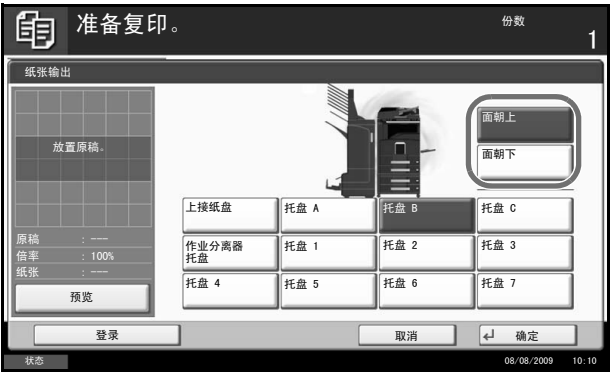 准备复印。
份数
1
纸张输出
放置原稿。
面朝上
面朝下
上接纸盘
托盘 A
托盘 B
托盘 C
作业分离器
托盘
托盘 1
托盘 2
托盘 3
托盘 4
托盘 5
托盘 6
托盘 7
原稿 : ---
倍率 : 100%
纸张 : ---
预览
登录
取消
确定
状态
08/08/2009 10:10